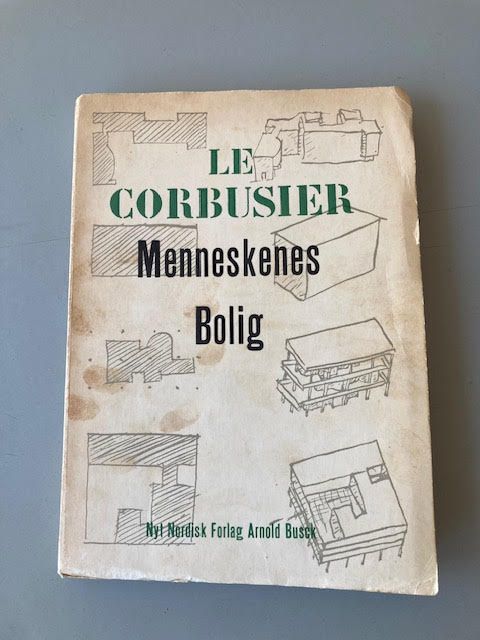 LE
CORBUSIER
Menneskenes
Bolig
Nyt Nordisk Forlag Arnold Busck